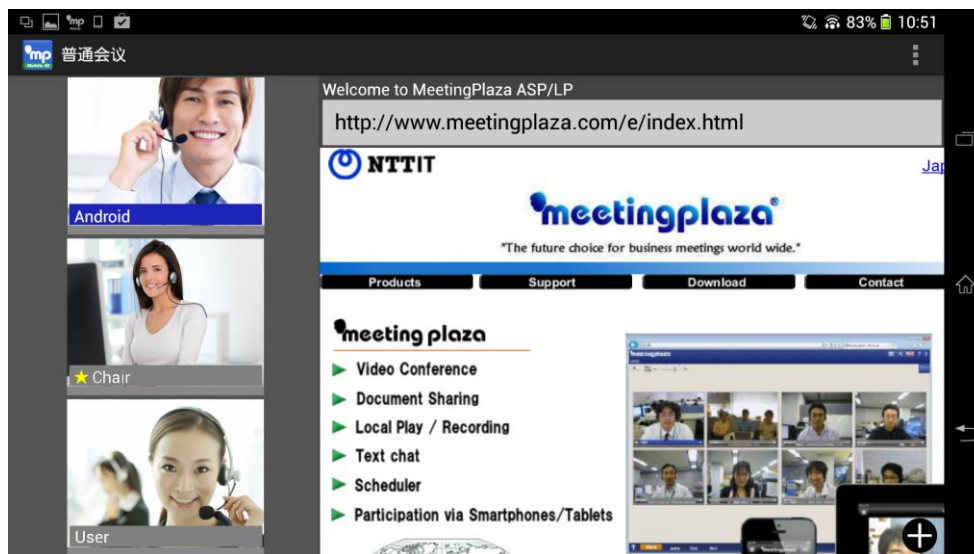 83% 10:51
mp 普通会议
Android
★ Chair
User
Welcome to MeetingPlaza ASP/LP
http://www.meetingplaza.com/e/index.html
NTTIT
meetingplaza®
"The future choice for business meetings world wide."
Products Support Download Contact
meeting plaza
Video Conference
Document Sharing
Local Play / Recording
Text chat
Scheduler
Participation via Smartphones/Tablets